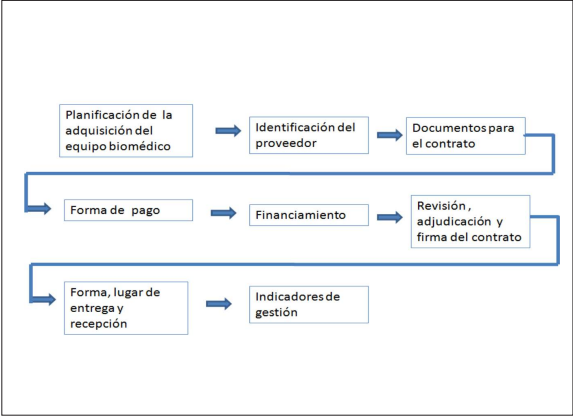 Planificación de la
adquisición del
equipo biomédico
Identificación del
proveedor
Documentos para
el contrato
Forma de pago
Financiamiento
Revisión ,
adjudicación y
firma del contrato
Forma, lugar de
entrega y
recepción
Indicadores de
gestión